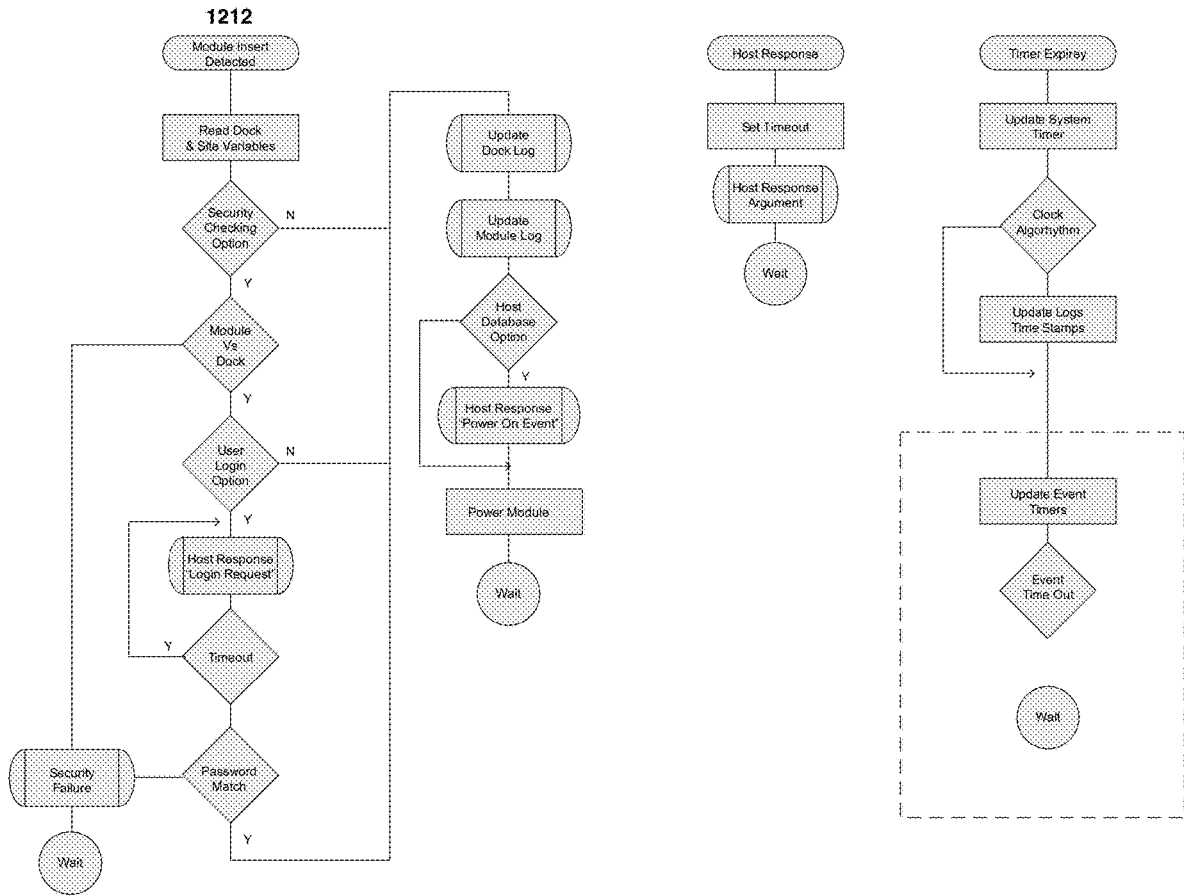 1212
Module Insert
Detected
Read Dock
& Site Variables
Security
Checking
Option
N
Y
Module
Vs
Dock
Y
User
Login
Option
N
Y
Host Response
"Login Request"
Timeout
Y
Password
Match
Y
Security
Failure
Wait
Update
Dock Log
Update
Module Log
Host
Database
Option
Y
Host Response
"Power On Event"
Power Module
Wait
Host Response
Set Timeout
Host Response
Argument
Wait
Timer Expirey
Update System
Timer
Clock
Algorhythm
Update Logs
Time Stamps
Update Event
Timers
Event
Time Out
Wait